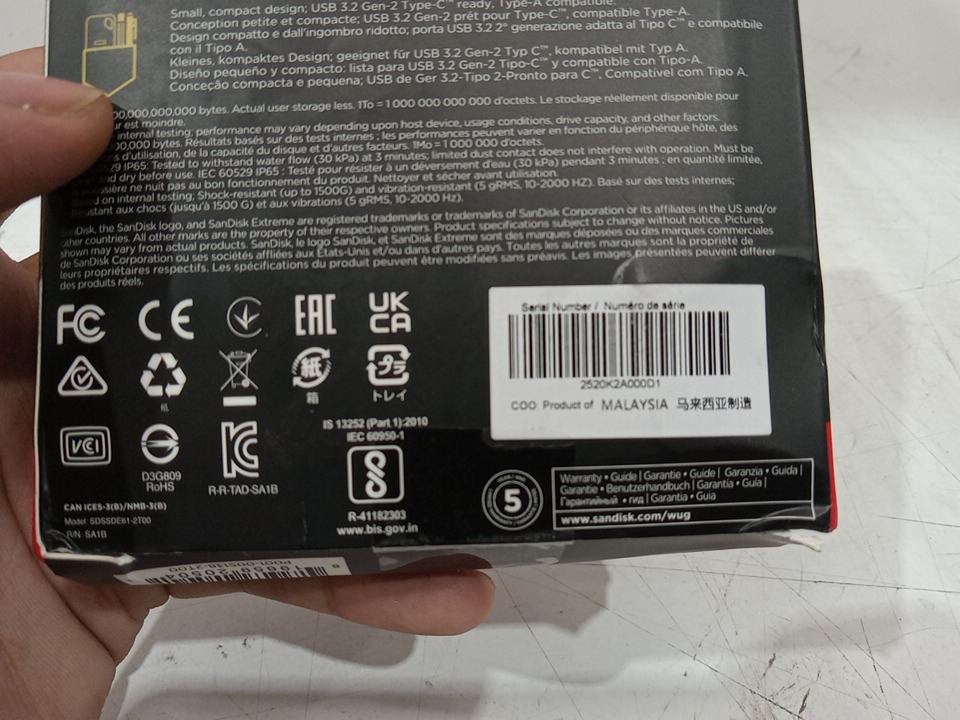 Small, compact design; USB 3.2 Gen-2 Type-C™ ready, Type-A compatible.
Conception petite et compacte; USB 3.2 Gen-2 prêt pour Type-C™, compatible Type-A.
Design compatto e dall'ingombro ridotto; porta USB 3.2 2° generazione adatta al Tipo C™ e compatibile
con il Tipo A.
Kleines, kompaktes Design; geeignet für USB 3.2 Gen-2 Typ C™, kompatibel mit Typ A.
Diseño pequeño y compacto: lista para USB 3.2 Gen-2 Tipo-C™ y compatible con Tipo-A.
Conceção compacta e pequena; USB de Ger 3.2-Tipo 2-Pronto para C™, Compatível com Tipo A.
00,000,000,000 bytes. Actual user storage less. 1To = 1 000 000 000 000 d'octets. Le stockage réellement disponible pour
ur est moindre.
internal testing; performance may vary depending upon host device, usage conditions, drive capacity, and other factors.
00,000 bytes. Résultats basés sur des tests internes ; les performances peuvent varier en fonction du périphérique hôte, des
s d'utilisation, de la capacité du disque et d'autres facteurs. 1Mo = 1 000 000 d'octets.
529 IP65: Tested to withstand water flow (30 kPa) at 3 minutes; limited dust contact does not interfere with operation. Must be
and dry before use. IEC 60529 IP65 : Testé pour résister à un déversement d'eau (30 kPa) pendant 3 minutes ; en quantité limitée,
poussière ne nuit pas au bon fonctionnement du produit. Nettoyer et sécher avant utilisation.
d on internal testing; Shock-resistant (up to 1500G) and vibration-resistant (5 gRMS, 10-2000 HZ). Basé sur des tests internes;
istant aux chocs (jusqu'à 1500 G) et aux vibrations (5 gRMS, 10-2000 Hz).
SanDisk, the SanDisk logo, and SanDisk Extreme are registered trademarks or trademarks of SanDisk Corporation or its affiliates in the US and/or
other countries. All other marks are the property of their respective owners. Product specifications subject to change without notice. Pictures
shown may vary from actual products. SanDisk, le logo SanDisk, et SanDisk Extreme sont des marques déposées ou des marques commerciales
de SanDisk Corporation ou ses sociétés affliées aux États-Unis et/ou dans d'autres pays. Toutes les autres marques sont la propriété de
leurs propriétaires respectifs. Les spécifications du produit peuvent être modifiées sans préavis. Les images présentées peuvent différer
des produits réels.
FC CE EAC UK CA
紙 プラ
紙 箱 トレイ
Serial Number / Numéro de série
2520K2A000D1
COO: Product of MALAYSIA 马来西亚制造
IS 13252 (Part 1):2010
IEC 60950-1
VCCI
D3G809
RoHS
R-R-TAD-SA1B
R-41182303
www.bis.gov.in
CAN ICES-3(B)/NMB-3(B)
Model: SDSSDE61-2T00
R/N: SA1B
5
Warranty • Guide | Garantie • Guide | Garanzia • Guida |
Garantie • Benutzerhandbuch | Garantía • Guía |
Гарантийный • гид | Garantia • Guia
www.sandisk.com/wug